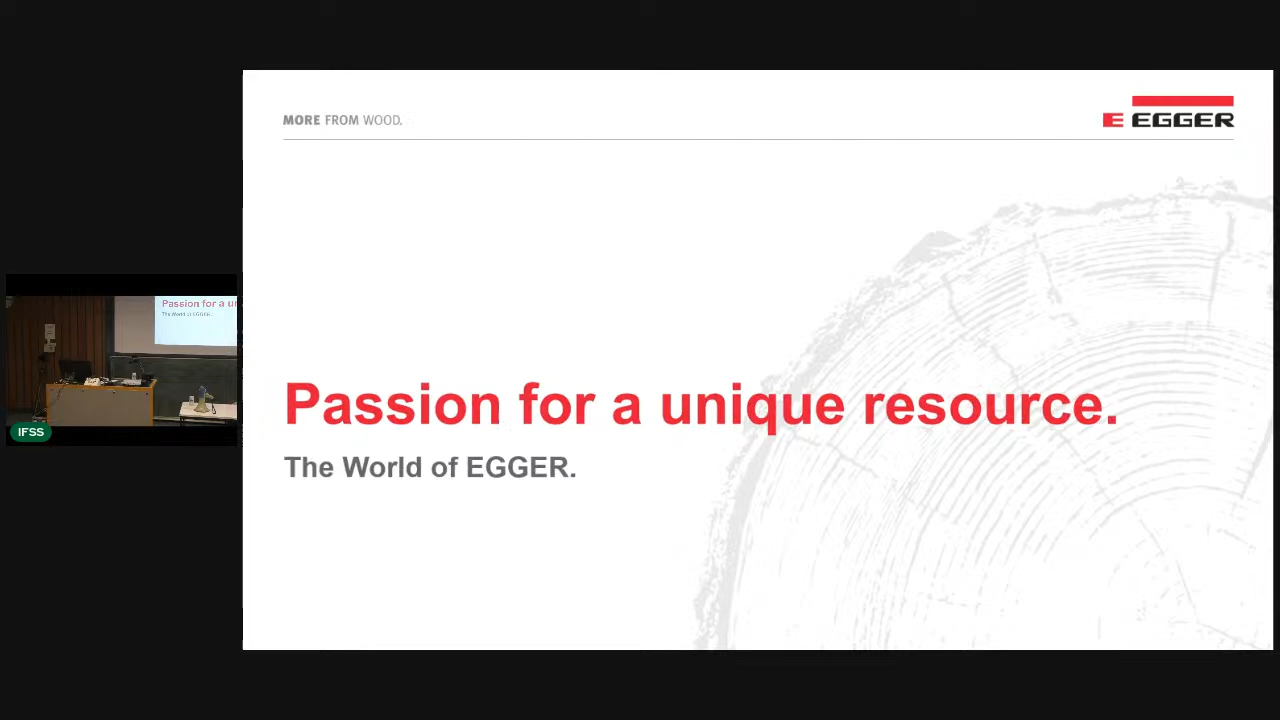 MORE FROM WOOD.
E EGGER
Passion for a unique resource.
The World of EGGER.
Passion for a un
The World of EGGER.
IFSS